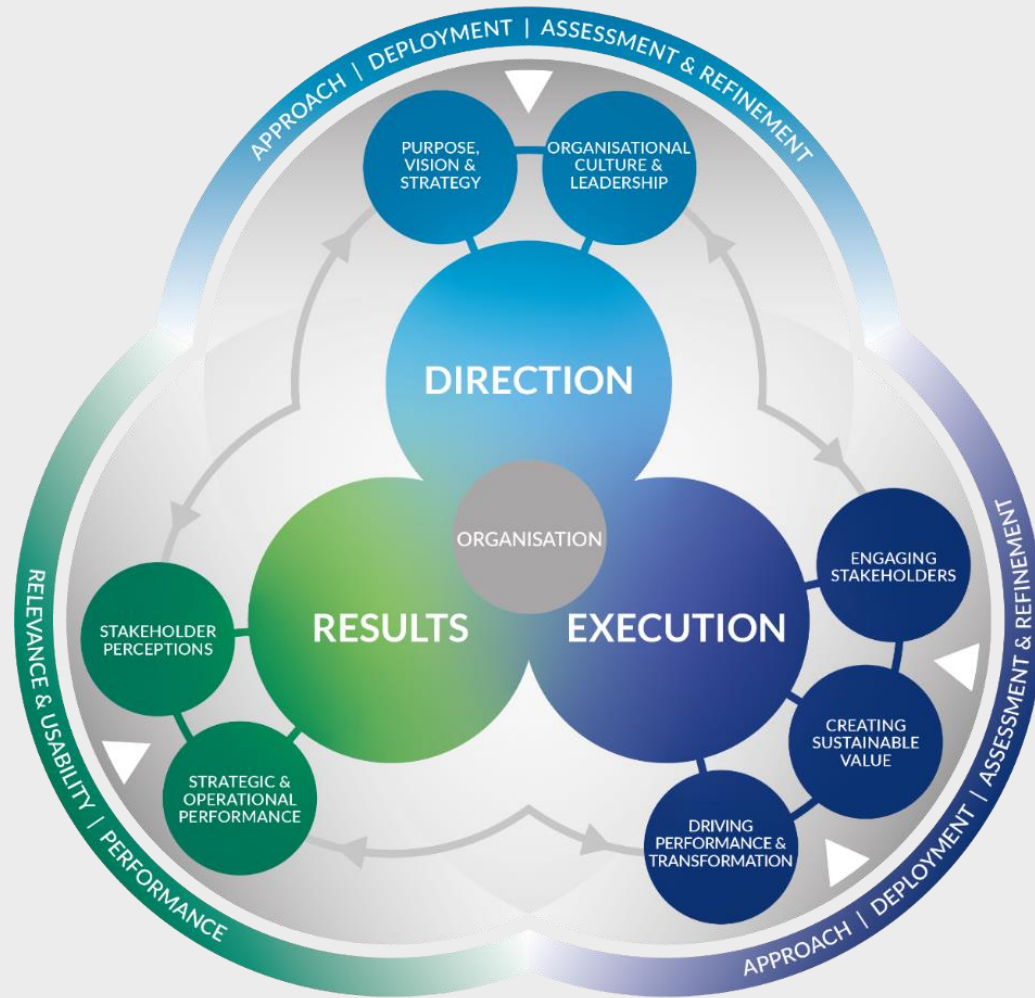 APPROACH | DEPLOYMENT | ASSESSMENT & REFINEMENT
PURPOSE,
VISION &
STRATEGY
ORGANISATIONAL
CULTURE &
LEADERSHIP
DIRECTION
ORGANISATION
RESULTS
EXECUTION
ENGAGING
STAKEHOLDERS
CREATING
SUSTAINABLE
VALUE
DRIVING
PERFORMANCE &
TRANSFORMATION
APPROACH | DEPLOYMENT | ASSESSMENT & REFINEMENT
STAKEHOLDER
PERCEPTIONS
STRATEGIC &
OPERATIONAL
PERFORMANCE
RELEVANCE & USABILITY | PERFORMANCE